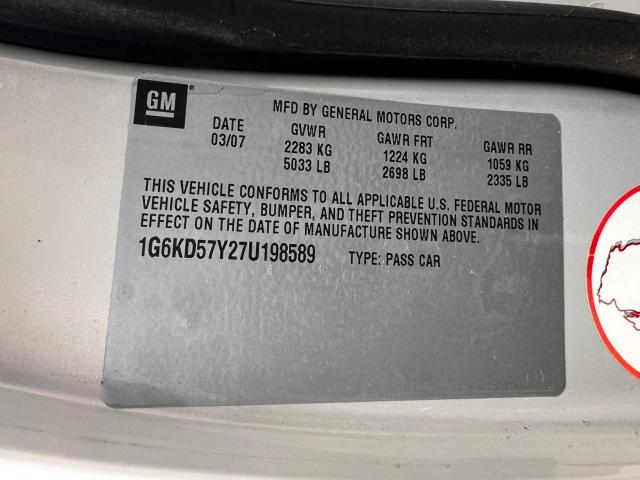 GM
MFD BY GENERAL MOTORS CORP.
DATE GVWR GAWR FRT GAWR RR
03/07 2283 KG 1224 KG 1059 KG
5033 LB 2698 LB 2335 LB
THIS VEHICLE CONFORMS TO ALL APPLICABLE U.S. FEDERAL MOTOR
VEHICLE SAFETY, BUMPER, AND THEFT PREVENTION STANDARDS IN
EFFECT ON THE DATE OF MANUFACTURE SHOWN ABOVE.
1G6KD57Y27U198589 TYPE: PASS CAR